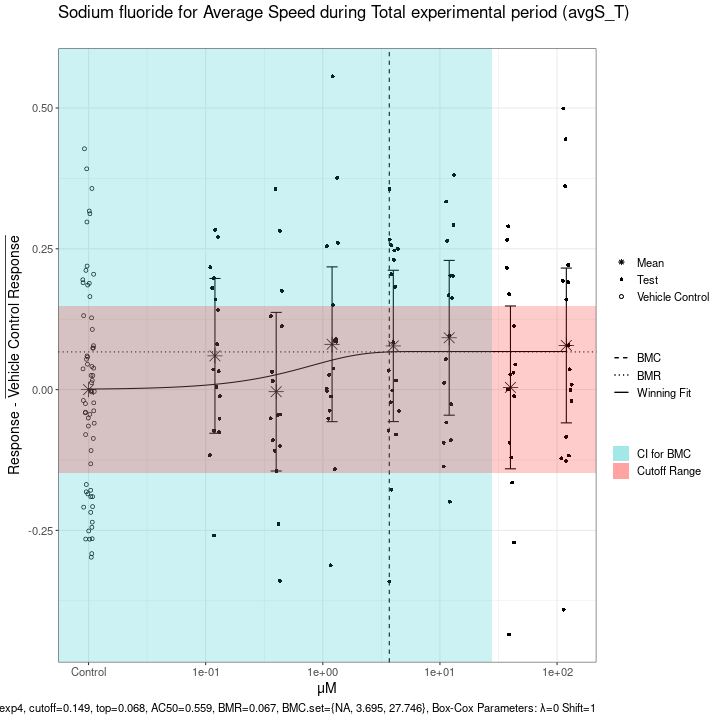 Sodium fluoride for Average Speed during Total experimental period (avgS_T)
Response - Vehicle Control Response
0.50
0.25
0.00
-0.25
Control
1e-01
1e+00
1e+01
1e+02
µM
Mean
Test
Vehicle Control
BMC
BMR
Winning Fit
CI for BMC
Cutoff Range
exp4, cutoff=0.149, top=0.068, AC50=0.559, BMR=0.067, BMC.set={NA, 3.695, 27.746}, Box-Cox Parameters: λ=0 Shift=1